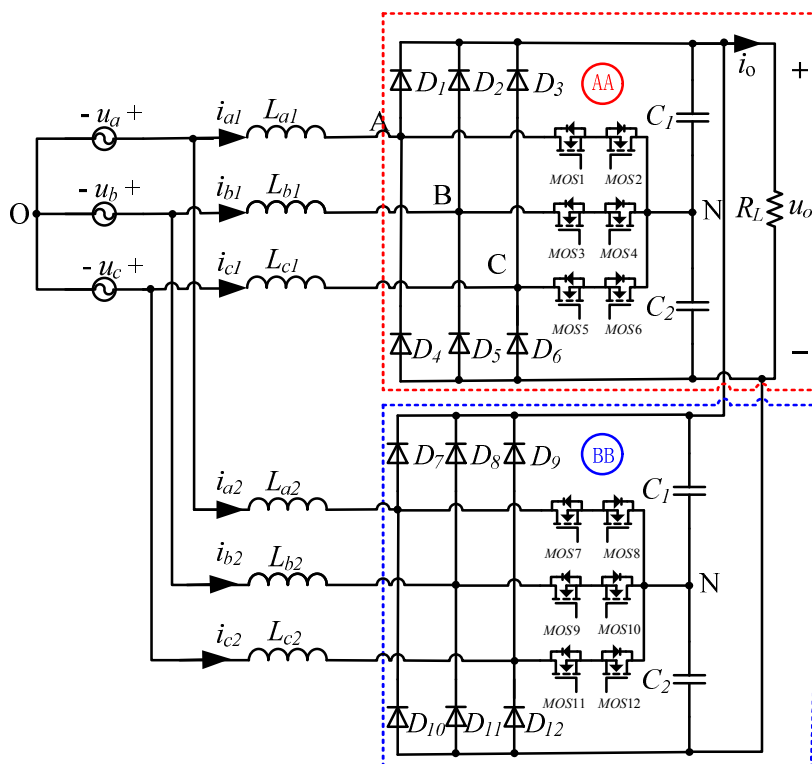 D1 D2 D3
AA
io
+
- ua +
ia1 La1
A
C1
MOS1 MOS2
- ub +
ib1 Lb1
B
O
N
RL
uo
MOS3 MOS4
- uc +
ic1 Lc1
C
C2
MOS5 MOS6
D4 D5 D6
−
D7 D8 D9
BB
ia2 La2
C1
MOS7 MOS8
ib2 Lb2
N
MOS9 MOS10
ic2 Lc2
C2
MOS11 MOS12
D10 D11 D12